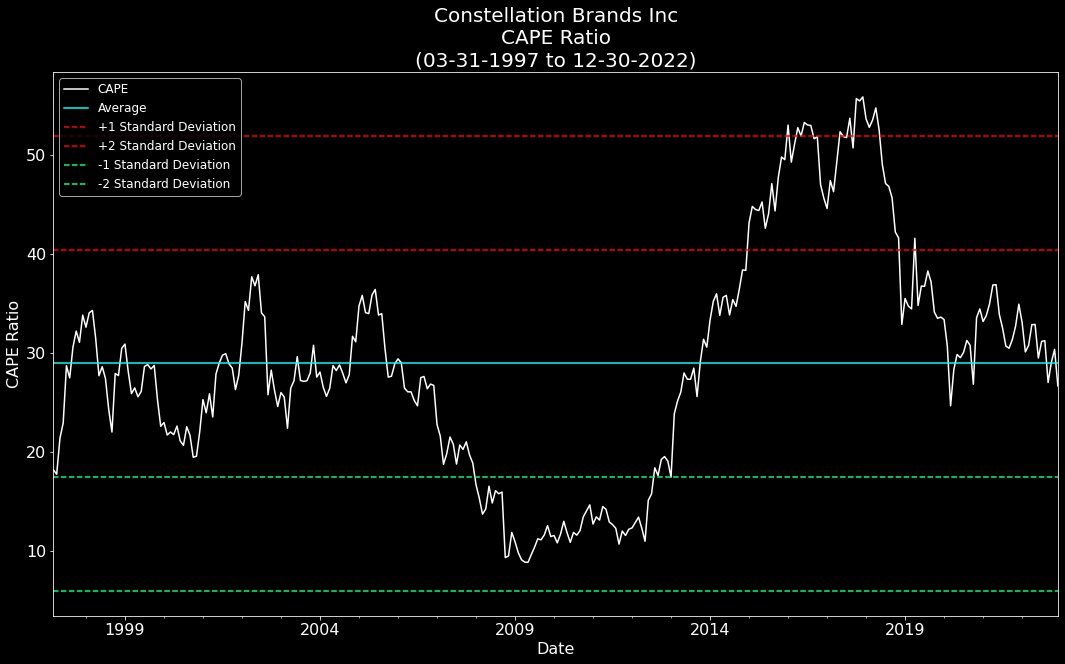 Constellation Brands Inc
CAPE Ratio
(03-31-1997 to 12-30-2022)
CAPE
Average
+1 Standard Deviation
+2 Standard Deviation
-1 Standard Deviation
-2 Standard Deviation
CAPE Ratio
50
40
30
20
10
1999 2004 2009 2014 2019
Date